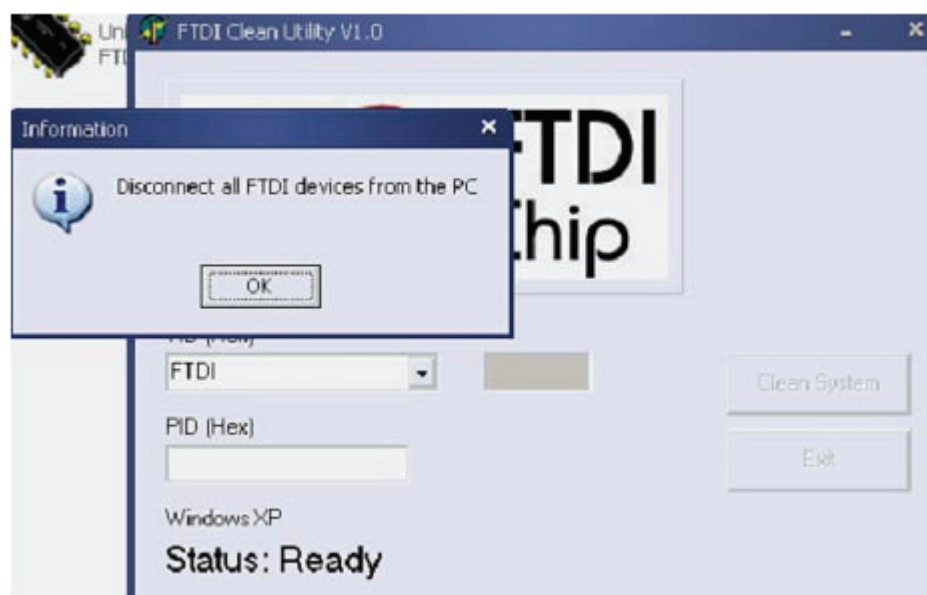 FTDI Clean Utility V1.0
Information
Disconnect all FTDI devices from the PC
OK
FTDI
Chip
FTDI
Clean System
PID (Hex)
Exit
Windows XP
Status: Ready